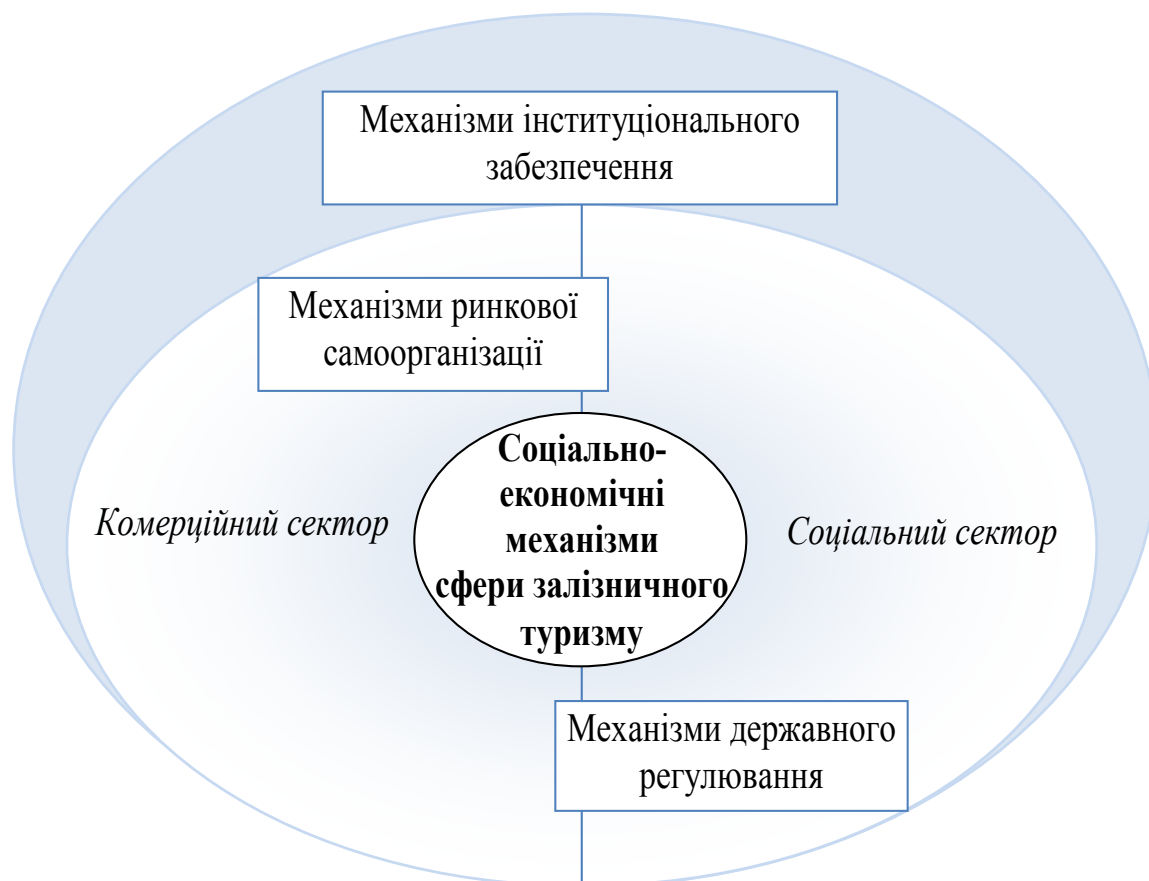 Механізми інституціонального
забезпечення
Механізми ринкової
самоорганізації
Соціально-
економічні
механізми
сфери залізничного
туризму
Комерційний сектор
Соціальний сектор
Механізми державного
регулювання